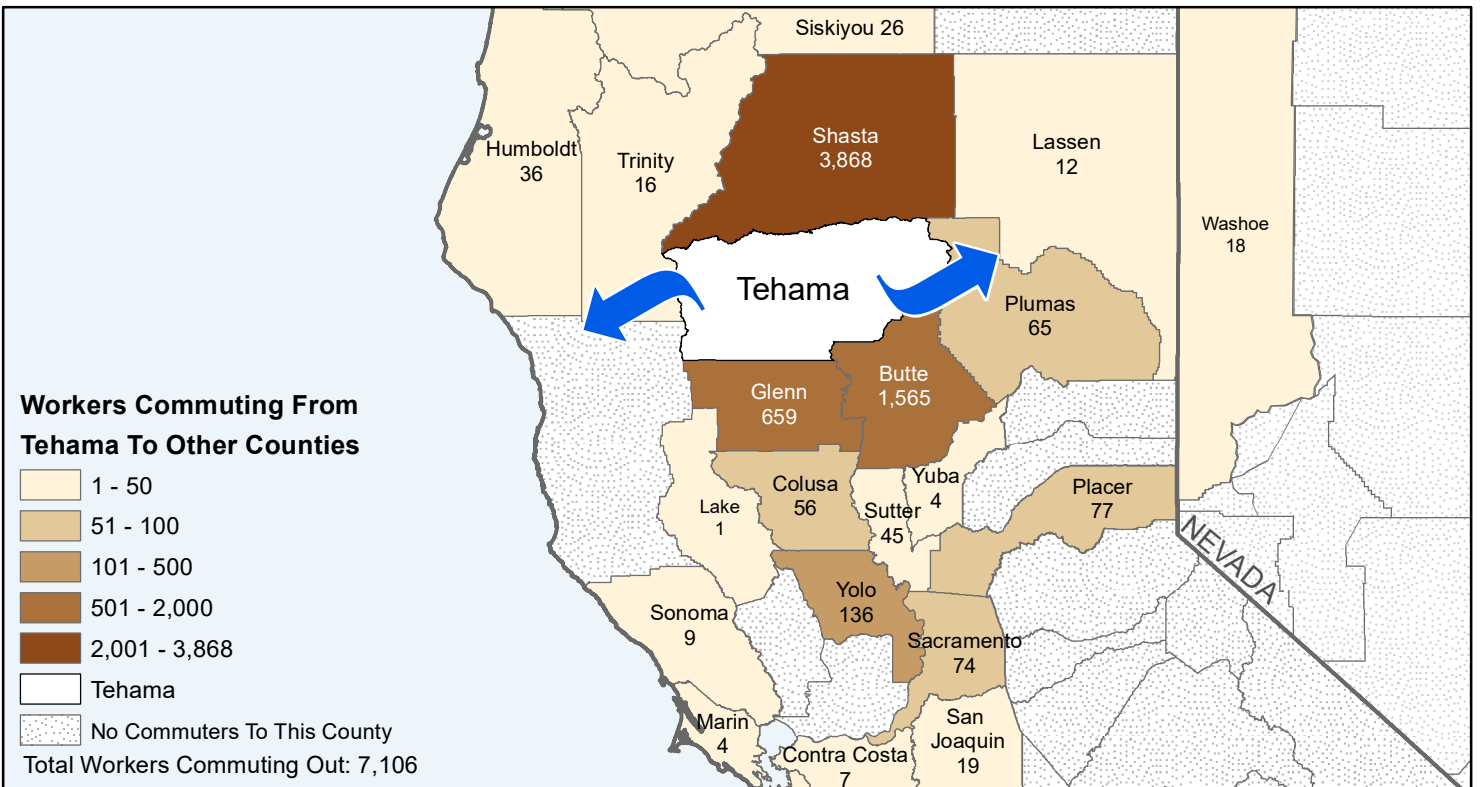 Siskiyou 26
Shasta
3,868
Lassen
12
Humboldt
36
Trinity
16
Washoe
18
Tehama
Plumas
65
Glenn
659
Butte
1,565
Colusa
56
Yuba
4
Sutter
45
Placer
77
Lake
1
NEVADA
Yolo
136
Sonoma
9
Sacramento
74
Marin
4
San
Joaquin
19
Contra Costa
7
Workers Commuting From
Tehama To Other Counties
1 - 50
51 - 100
101 - 500
501 - 2,000
2,001 - 3,868
Tehama
No Commuters To This County
Total Workers Commuting Out: 7,106